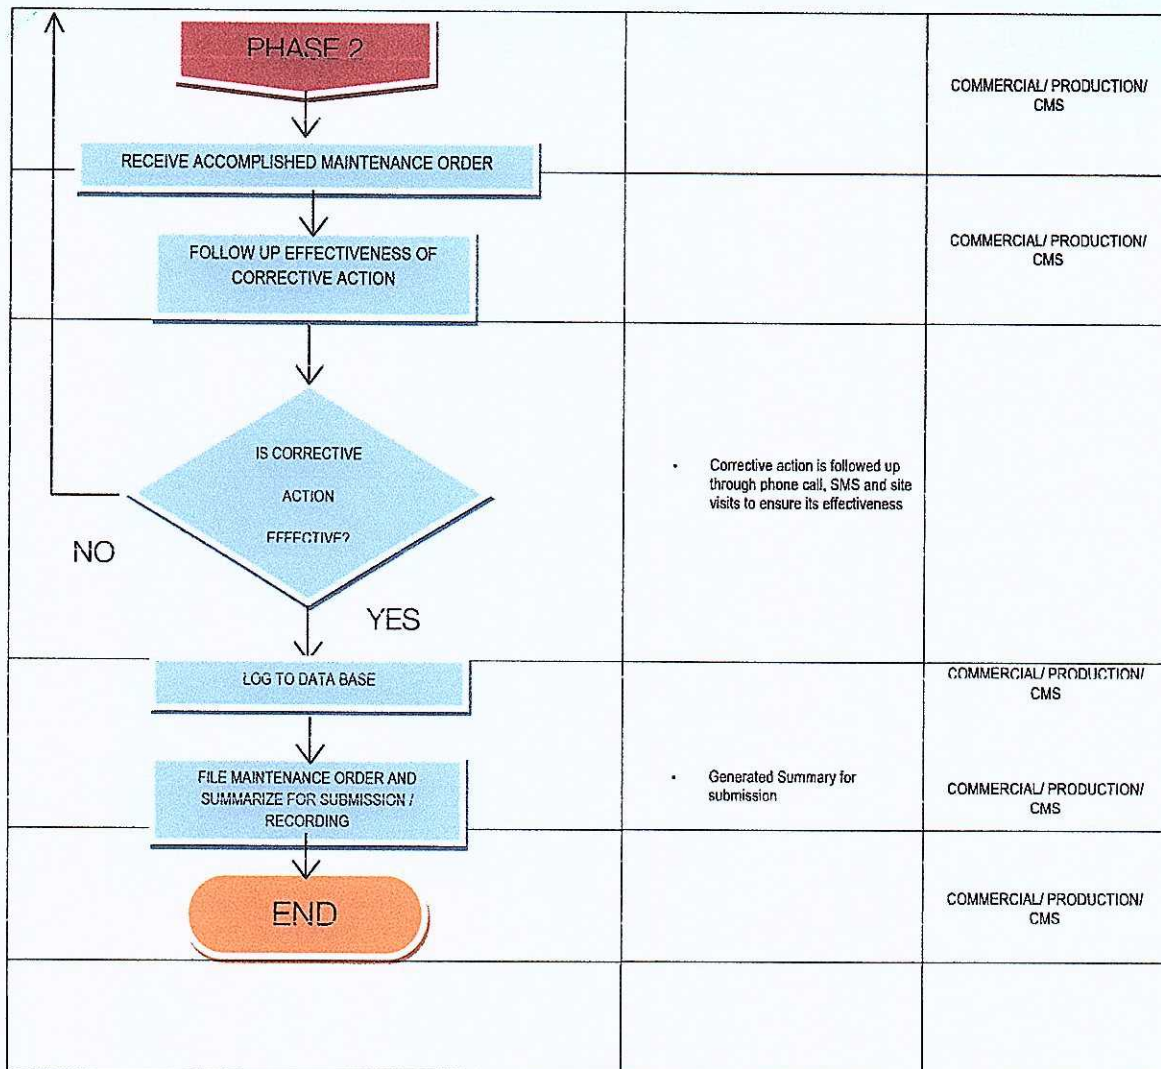 PHASE 2
COMMERCIAL/ PRODUCTION/
CMS
RECEIVE ACCOMPLISHED MAINTENANCE ORDER
FOLLOW UP EFFECTIVENESS OF
CORRECTIVE ACTION
COMMERCIAL/ PRODUCTION/
CMS
IS CORRECTIVE
ACTION
EFFECTIVE?
NO
YES
• Corrective action is followed up
through phone call, SMS and site
visits to ensure its effectiveness
LOG TO DATA BASE
COMMERCIAL/ PRODUCTION/
CMS
FILE MAINTENANCE ORDER AND
SUMMARIZE FOR SUBMISSION /
RECORDING
• Generated Summary for
submission
COMMERCIAL/ PRODUCTION/
CMS
END
COMMERCIAL/ PRODUCTION/
CMS